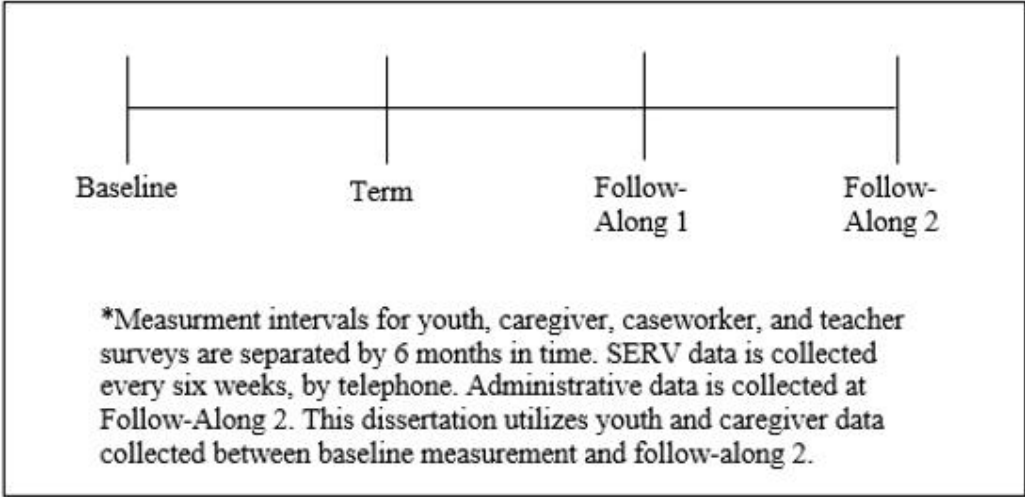 Baseline
Term
Follow-
Along 1
Follow-
Along 2
*Measurment intervals for youth, caregiver, caseworker, and teacher
surveys are separated by 6 months in time. SERV data is collected
every six weeks, by telephone. Administrative data is collected at
Follow-Along 2. This dissertation utilizes youth and caregiver data
collected between baseline measurement and follow-along 2.